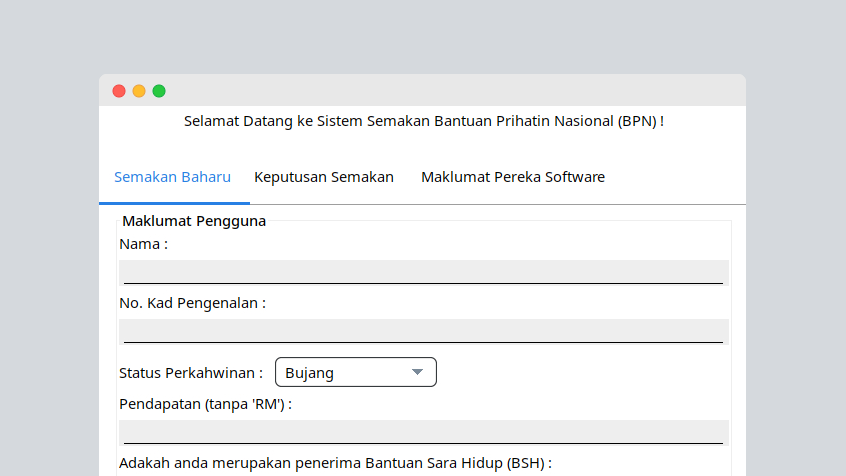 Selamat Datang ke Sistem Semakan Bantuan Prihatin Nasional (BPN) !
Semakan Baharu Keputusan Semakan Maklumat Pereka Software
Maklumat Pengguna
Nama :
No. Kad Pengenalan :
Status Perkahwinan : Bujang
Pendapatan (tanpa 'RM') :
Adakah anda merupakan penerima Bantuan Sara Hidup (BSH) :